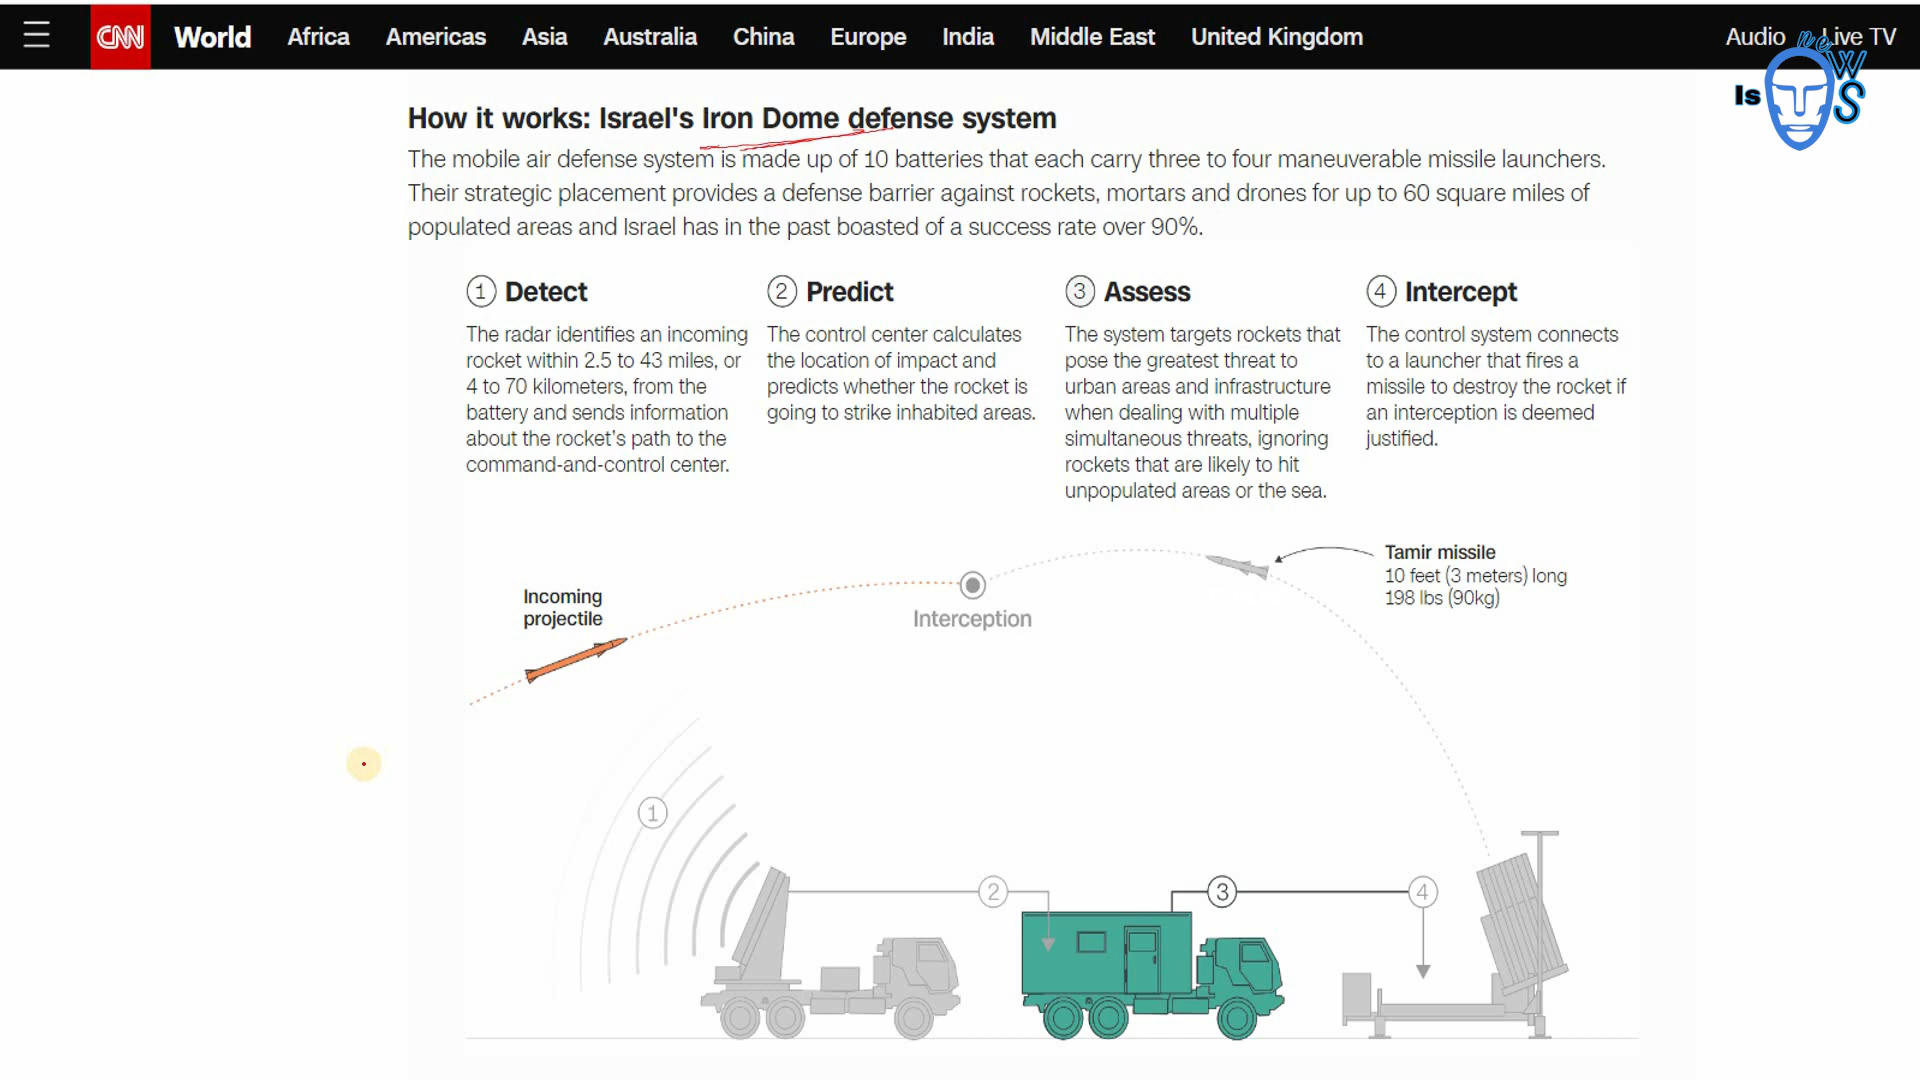 CNN World Africa Americas Asia Australia China Europe India Middle East United Kingdom Audio Live TV
Is neWS
How it works: Israel's Iron Dome defense system
The mobile air defense system is made up of 10 batteries that each carry three to four maneuverable missile launchers.
Their strategic placement provides a defense barrier against rockets, mortars and drones for up to 60 square miles of
populated areas and Israel has in the past boasted of a success rate over 90%.
1 Detect
The radar identifies an incoming
rocket within 2.5 to 43 miles, or
4 to 70 kilometers, from the
battery and sends information
about the rocket's path to the
command-and-control center.
2 Predict
The control center calculates
the location of impact and
predicts whether the rocket is
going to strike inhabited areas.
3 Assess
The system targets rockets that
pose the greatest threat to
urban areas and infrastructure
when dealing with multiple
simultaneous threats, ignoring
rockets that are likely to hit
unpopulated areas or the sea.
4 Intercept
The control system connects
to a launcher that fires a
missile to destroy the rocket if
an interception is deemed
justified.
Tamir missile
10 feet (3 meters) long
198 lbs (90kg)
Incoming
projectile
Interception
1
2
3
4